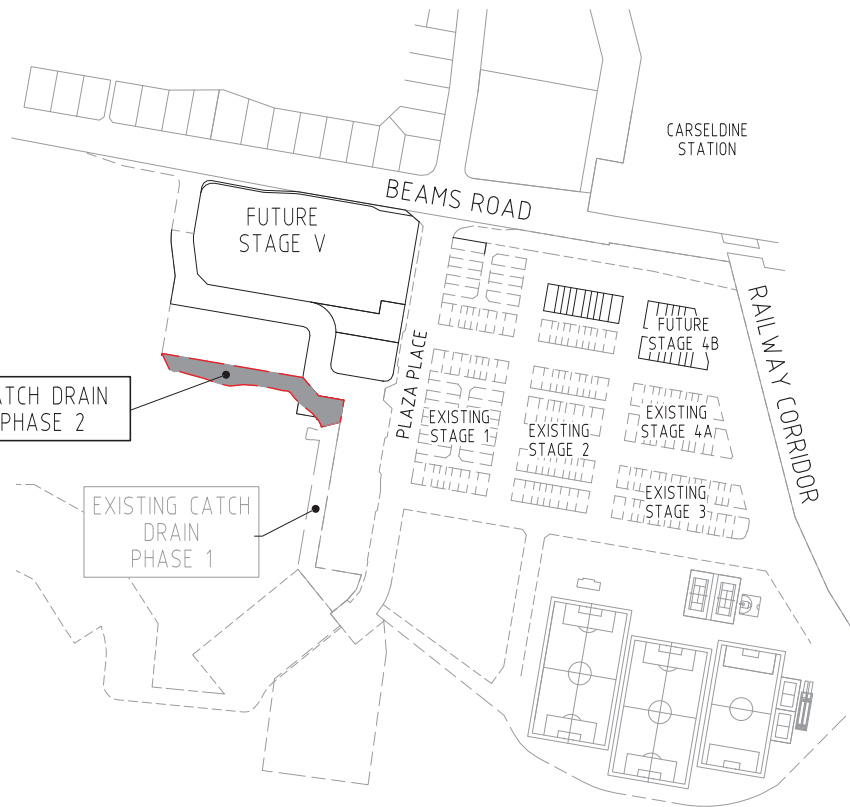 CARSELDINE
STATION
BEAMS ROAD
FUTURE
STAGE V
RAILWAY CORRIDOR
FUTURE
STAGE 4B
PLAZA PLACE
ATCH DRAIN
PHASE 2
EXISTING
STAGE 1
EXISTING
STAGE 2
EXISTING
STAGE 4A
EXISTING
STAGE 3
EXISTING CATCH
DRAIN
PHASE 1